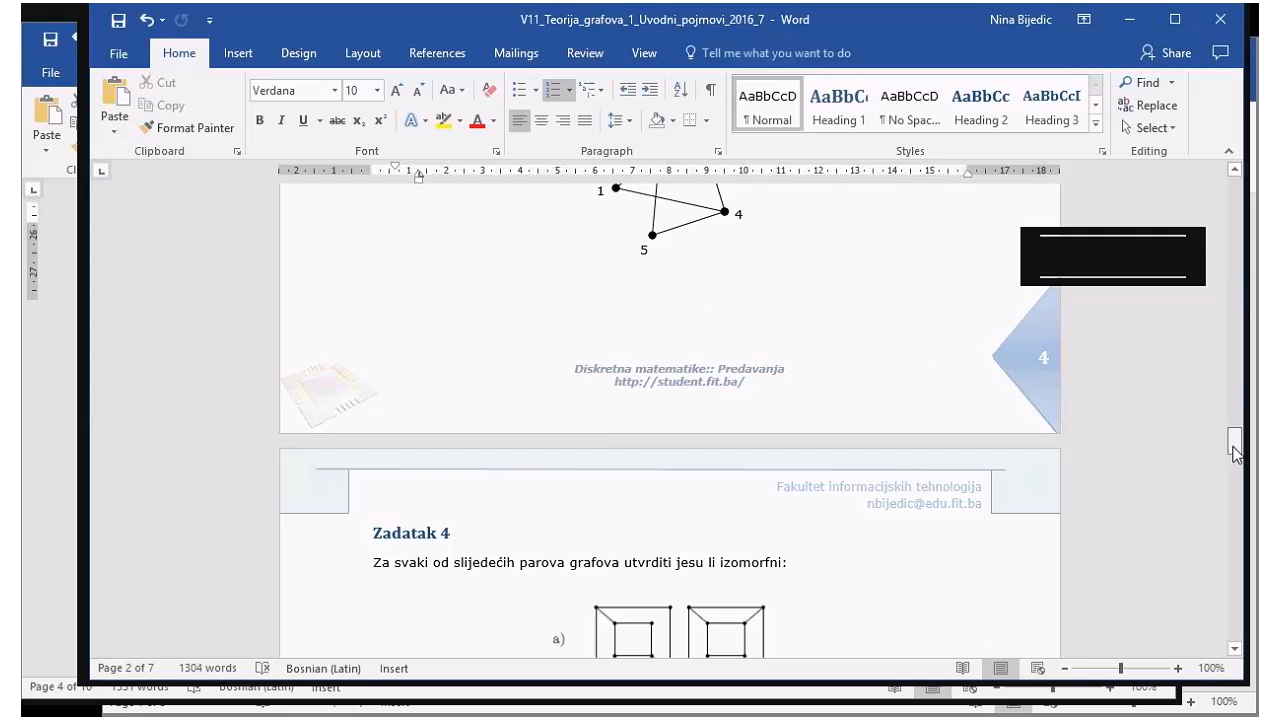 V11_Teorija_grafova_1_Uvodni_pojmovi_2016_7 - Word
Nina Bijedic
File
Home
Insert
Design
Layout
References
Mailings
Review
View
Tell me what you want to do
Share
File
Paste
Cut
Copy
Format Painter
Clipboard
Verdana
10
Font
Paragraph
AaBbCcD
¶ Normal
AaBbCc
Heading 1
AaBbCcD
¶ No Spac...
AaBbCc
Heading 2
AaBbCcI
Heading 3
Styles
Find
Replace
Select
Editing
Paste
1
4
5
Diskretna matematike:: Predavanja
http://student.fit.ba/
4
Fakultet informacijskih tehnologija
nbijedic@edu.fit.ba
Zadatak 4
Za svaki od slijedećih parova grafova utvrditi jesu li izomorfni:
a)
Page 2 of 7
1304 words
Bosnian (Latin)
Insert
100%
100%